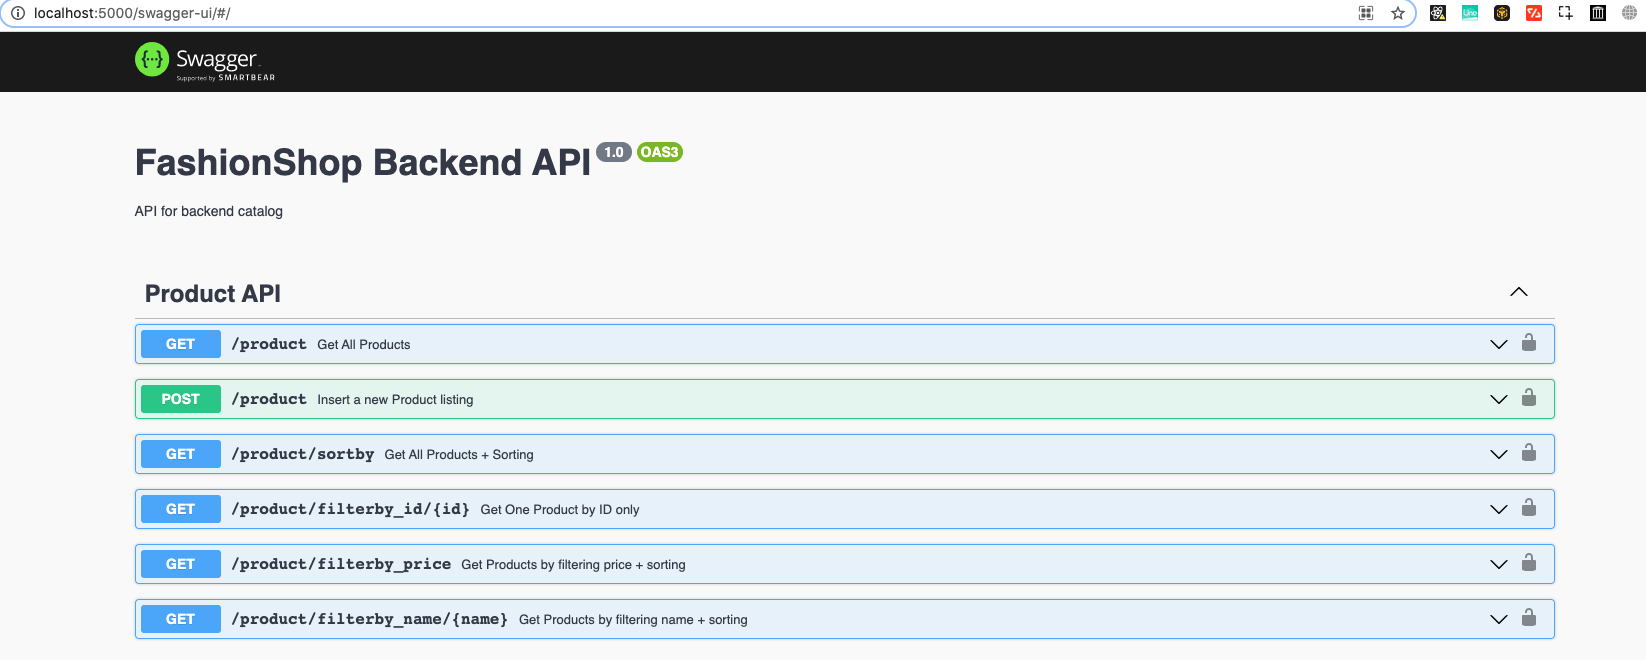 localhost:5000/swagger-ui/#/
{···} Swagger
Supported by SMARTBEAR
FashionShop Backend API 1.0 OAS3
API for backend catalog
Product API
GET /product Get All Products
POST /product Insert a new Product listing
GET /product/sortby Get All Products + Sorting
GET /product/filterby_id/{id} Get One Product by ID only
GET /product/filterby_price Get Products by filtering price + sorting
GET /product/filterby_name/{name} Get Products by filtering name + sorting